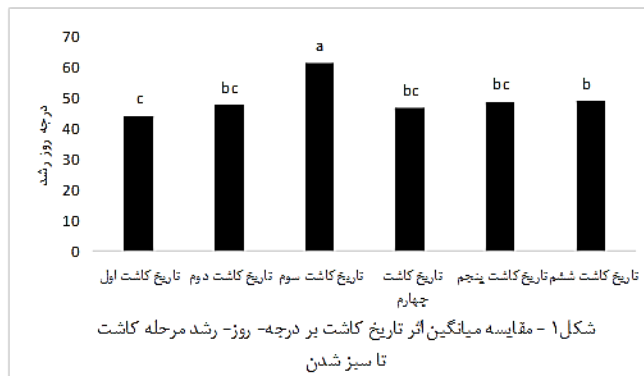 70
60
50
40
30
20
10
0
درجه روز رشد
c
bc
a
bc
bc
b
تاریخ کاشت اول
تاریخ کاشت دوم
تاریخ کاشت سوم
تاریخ کاشت
چهارم
تاریخ کاشت پنجم
تاریخ کاشت ششم
شکل۱ - مقایسه میانگین اثر تاریخ کاشت بر درجه- روز- رشد مرحله کاشت
تا سبز شدن